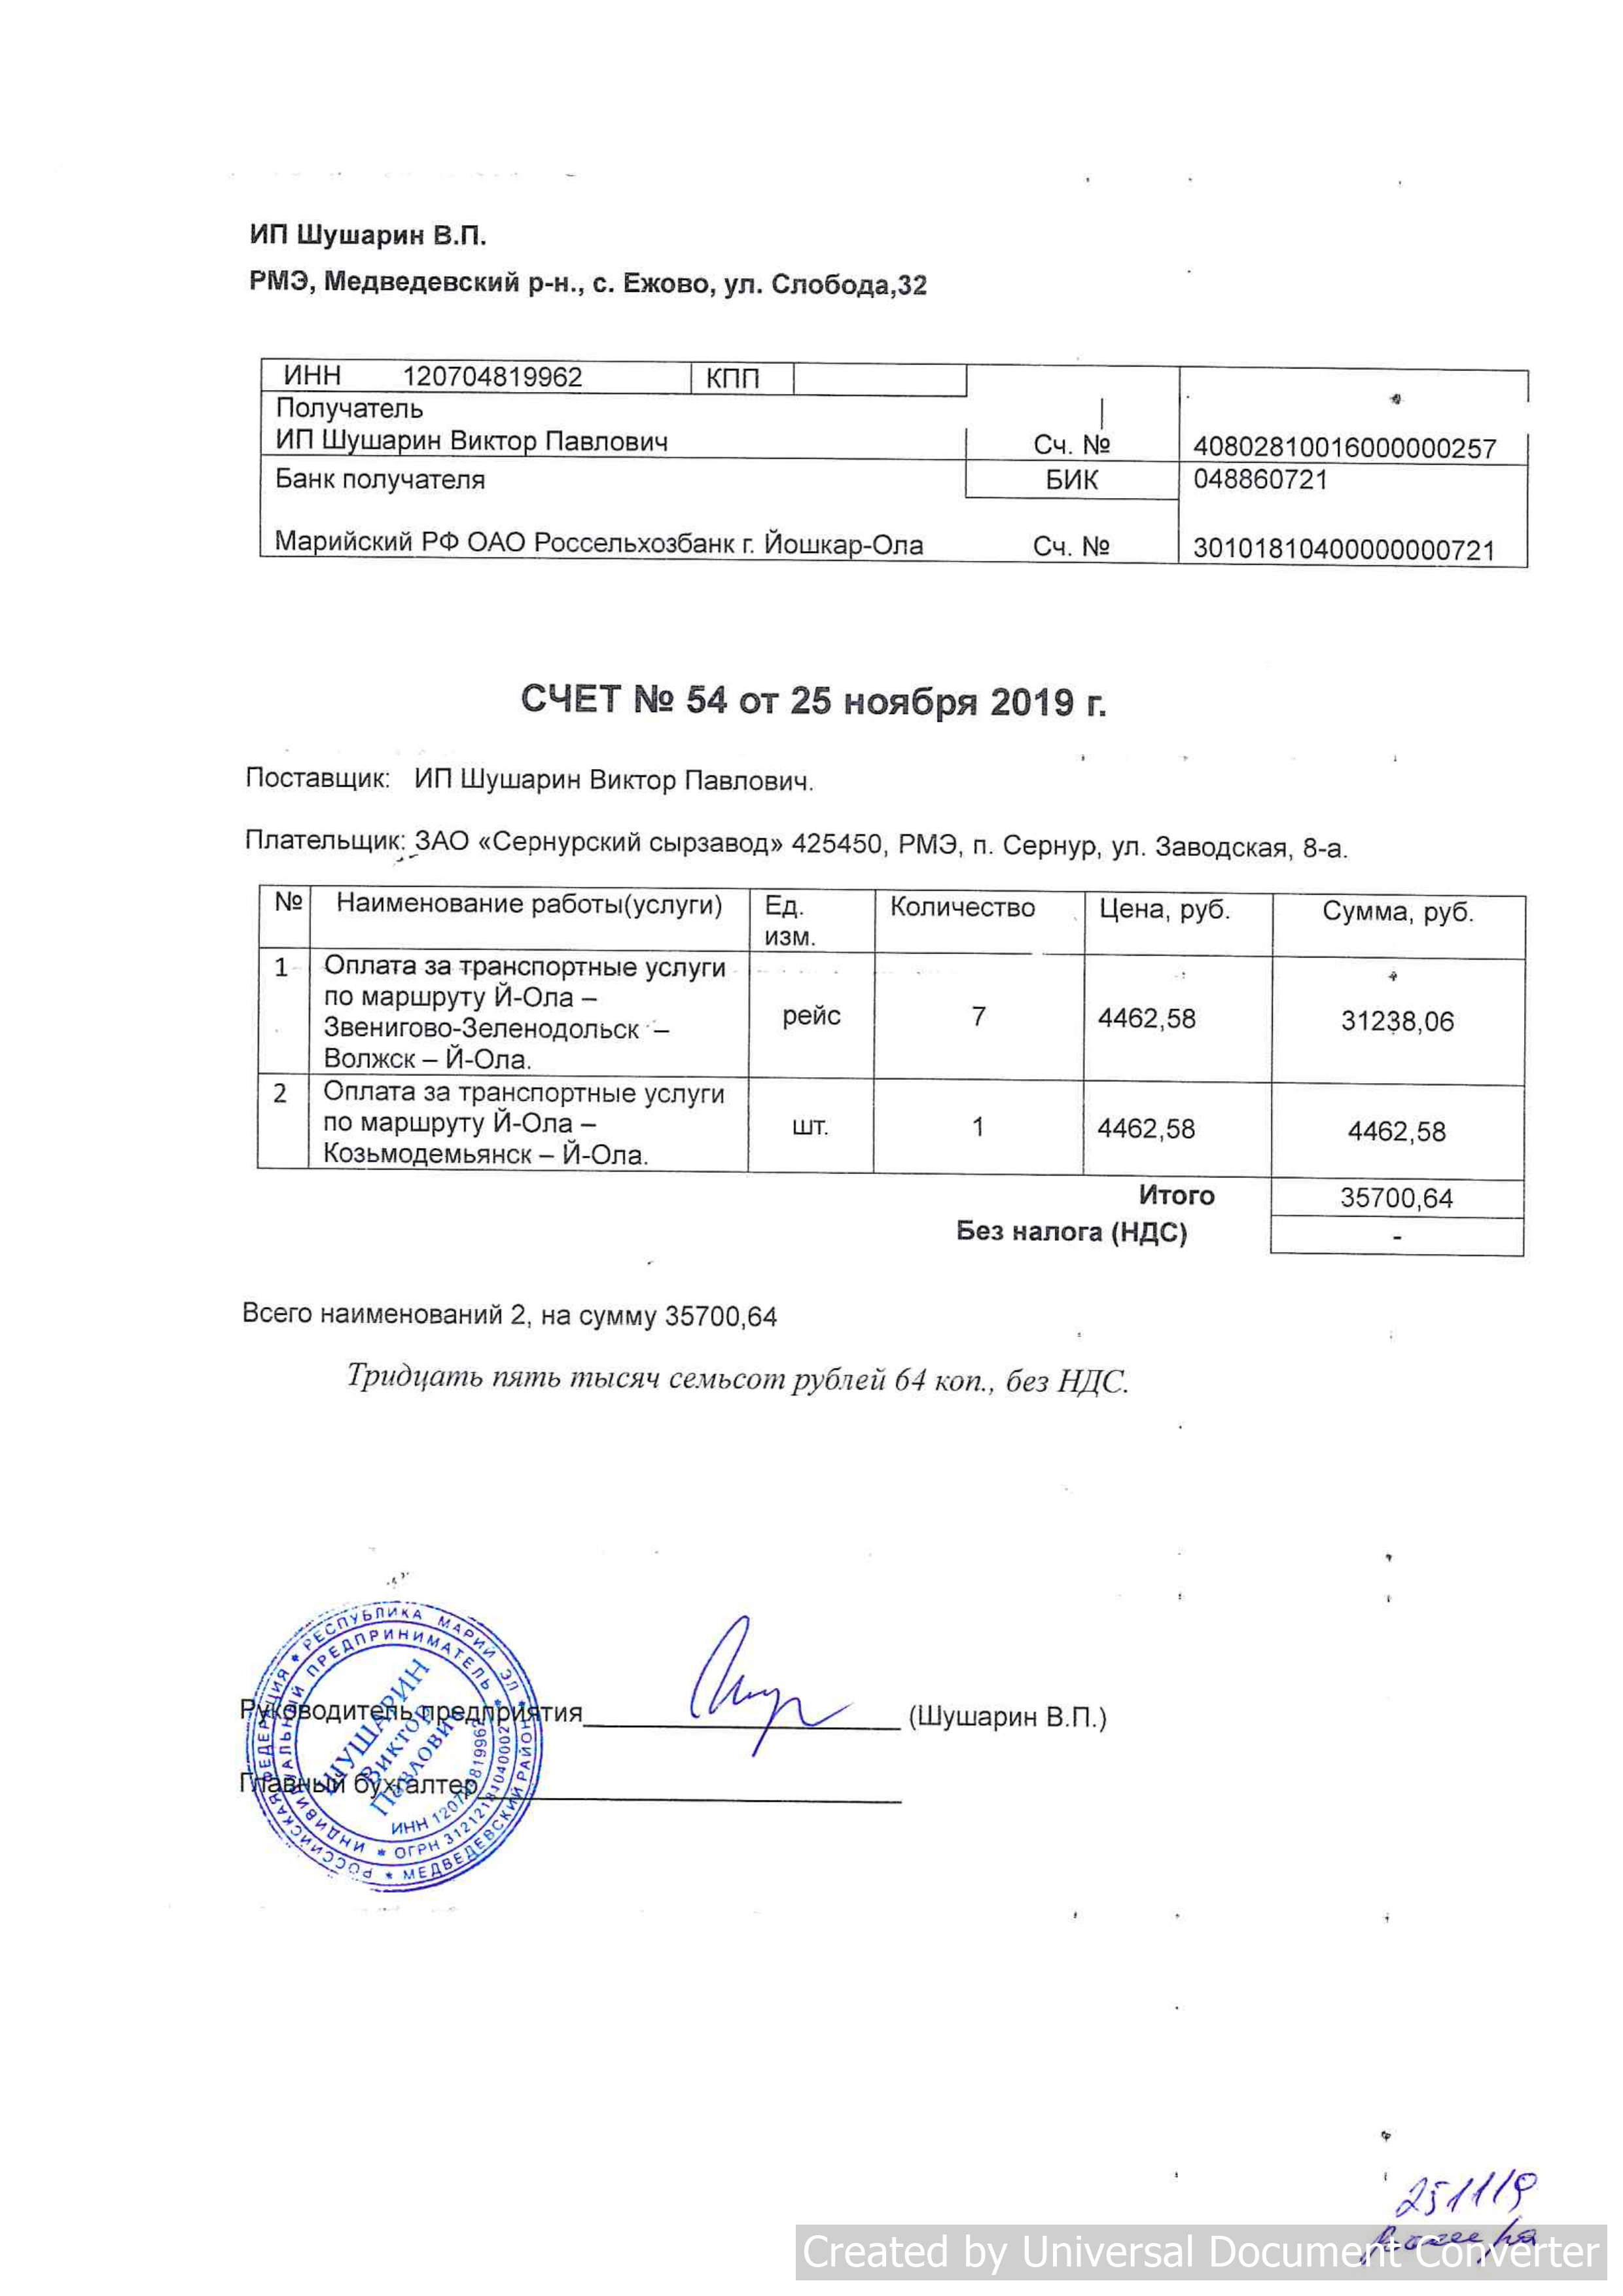 ИП Шушарин В.П.
РМЭ, Медведевский р-н., с. Ежово, ул. Слобода,32
ИНН 120704819962 КПП
Получатель
ИП Шушарин Виктор Павлович Сч. № 40802810016000000257
Банк получателя БИК 048860721
Марийский РФ ОАО Россельхозбанк г. Йошкар-Ола Сч. № 30101810400000000721
СЧЕТ № 54 от 25 ноября 2019 г.
Поставщик: ИП Шушарин Виктор Павлович.
Плательщик: ЗАО «Сернурский сырзавод» 425450, РМЭ, п. Сернур, ул. Заводская, 8-а.
№ Наименование работы(услуги) Ед. Количество Цена, руб. Сумма, руб.
изм.
1 Оплата за транспортные услуги
по маршруту Й-Ола –
Звенигово-Зеленодольск – рейс 7 4462,58 31238,06
Волжск – Й-Ола.
2 Оплата за транспортные услуги
по маршруту Й-Ола – шт. 1 4462,58 4462,58
Козьмодемьянск – Й-Ола.
Итого 35700,64
Без налога (НДС) -
Всего наименований 2, на сумму 35700,64
Тридцать пять тысяч семьсот рублей 64 коп., без НДС.
Руководитель предприятия (Шушарин В.П.)
Главный бухгалтер
РОССИЙСКАЯ ФЕДЕРАЦИЯ * РЕСПУБЛИКА МАРИЙ ЭЛ *
* МЕДВЕДЕВСКИЙ РАЙОН
ИНДИВИДУАЛЬНЫЙ ПРЕДПРИНИМАТЕЛЬ *
* ОГРН
ШУШАРИН
Виктор
Павлович
ИНН 120704819962
251119
Created by Universal Document Converter